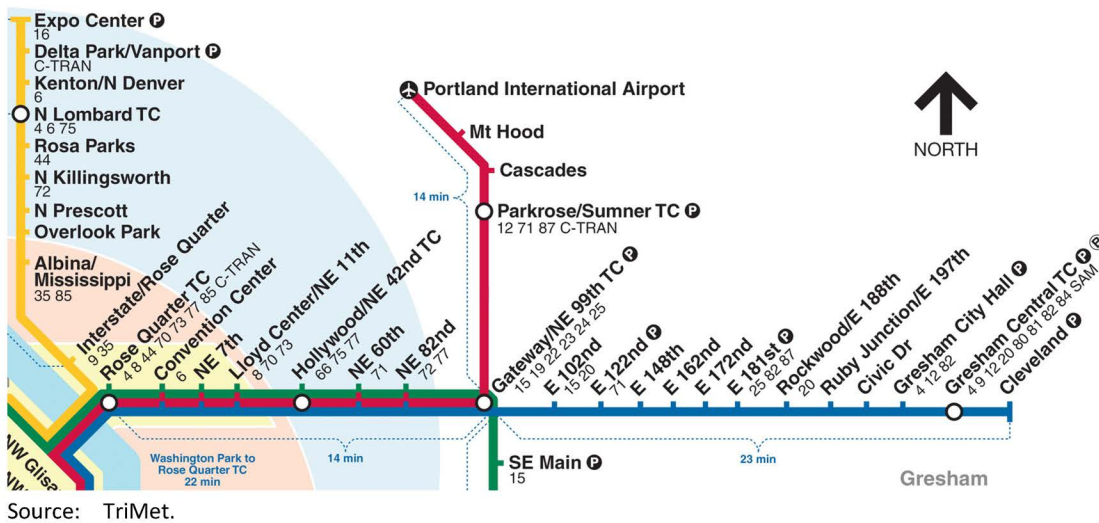 Expo Center P
16
Delta Park/Vanport P
C-TRAN
Kenton/N Denver
6
N Lombard TC
4 6 75
Rosa Parks
44
N Killingsworth
72
N Prescott
Overlook Park
Albina/
Mississippi
35 85
Interstate/Rose Quarter
9 35
Rose Quarter TC
4 8 44 70 73 77 85 C-TRAN
Convention Center
6
NE 7th
Lloyd Center/NE 11th
8 70 73
Hollywood/NE 42nd TC
66 75 77
NE 60th
71
NE 82nd
72 77
Portland International Airport
Mt Hood
Cascades
14 min
Parkrose/Sumner TC P
12 71 87 C-TRAN
NORTH
Gateway/NE 99th TC P
15 19 22 23 24 25
E 102nd
15 20
E 122nd P
71
E 148th
E 162nd
E 172nd
E 181st P
25 82 87
Rockwood/E 188th
20
Ruby Junction/E 197th
Civic Dr
Gresham City Hall P
4 12 82
Gresham Central TC P P
4 9 12 20 80 81 82 84 SAM
Cleveland P
Washington Park to
Rose Quarter TC
22 min
14 min
23 min
SE Main P
15
Gresham
NW Glisa
NW
Source: TriMet.